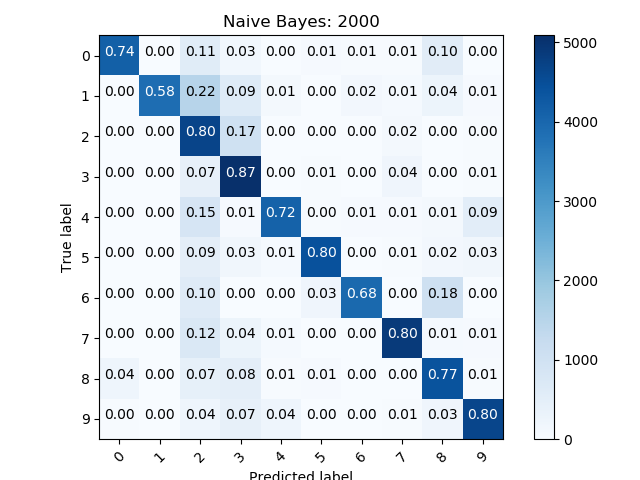 Naive Bayes: 2000
0 0.74 0.00 0.11 0.03 0.00 0.01 0.01 0.01 0.10 0.00
1 0.00 0.58 0.22 0.09 0.01 0.00 0.02 0.01 0.04 0.01
2 0.00 0.00 0.80 0.17 0.00 0.00 0.00 0.02 0.00 0.00
3 0.00 0.00 0.07 0.87 0.00 0.01 0.00 0.04 0.00 0.01
4 0.00 0.00 0.15 0.01 0.72 0.00 0.01 0.01 0.01 0.09
5 0.00 0.00 0.09 0.03 0.01 0.80 0.00 0.01 0.02 0.03
6 0.00 0.00 0.10 0.00 0.00 0.03 0.68 0.00 0.18 0.00
7 0.00 0.00 0.12 0.04 0.01 0.00 0.00 0.80 0.01 0.01
8 0.04 0.00 0.07 0.08 0.01 0.01 0.00 0.00 0.77 0.01
9 0.00 0.00 0.04 0.07 0.04 0.00 0.00 0.01 0.03 0.80
0 1 2 3 4 5 6 7 8 9
True label
Predicted label
5000
4000
3000
2000
1000
0